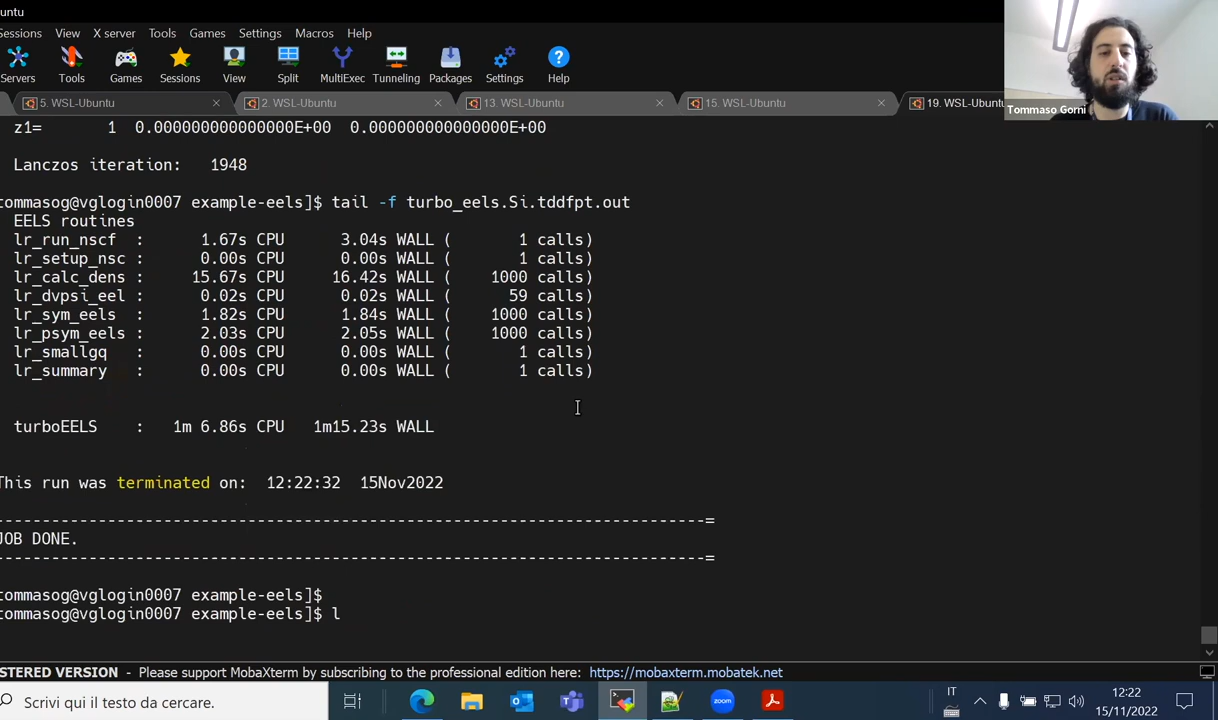 untu
Sessions View X server Tools Games Settings Macros Help
Servers Tools Games Sessions View Split MultiExec Tunneling Packages Settings Help
Tommaso Gorni
5. WSL-Ubuntu 2. WSL-Ubuntu 13. WSL-Ubuntu 15. WSL-Ubuntu 19. WSL-Ubuntu
z1= 1 0.000000000000000E+00 0.000000000000000E+00
Lanczos iteration: 1948
tommasog@vglogin0007 example-eels]$ tail -f turbo_eels.Si.tddfpt.out
EELS routines
lr_run_nscf : 1.67s CPU 3.04s WALL ( 1 calls)
lr_setup_nsc : 0.00s CPU 0.00s WALL ( 1 calls)
lr_calc_dens : 15.67s CPU 16.42s WALL ( 1000 calls)
lr_dvpsi_eel : 0.02s CPU 0.02s WALL ( 59 calls)
lr_sym_eels : 1.82s CPU 1.84s WALL ( 1000 calls)
lr_psym_eels : 2.03s CPU 2.05s WALL ( 1000 calls)
lr_smallgq : 0.00s CPU 0.00s WALL ( 1 calls)
lr_summary : 0.00s CPU 0.00s WALL ( 1 calls)
turboEELS : 1m 6.86s CPU 1m15.23s WALL
This run was terminated on: 12:22:32 15Nov2022
------------------------------------------------------------------------=
JOB DONE.
------------------------------------------------------------------------=
tommasog@vglogin0007 example-eels]$
tommasog@vglogin0007 example-eels]$ l
STERED VERSION - Please support MobaXterm by subscribing to the professional edition here: https://mobaxterm.mobatek.net
Scrivi qui il testo da cercare.
zoom
IT
12:22
15/11/2022